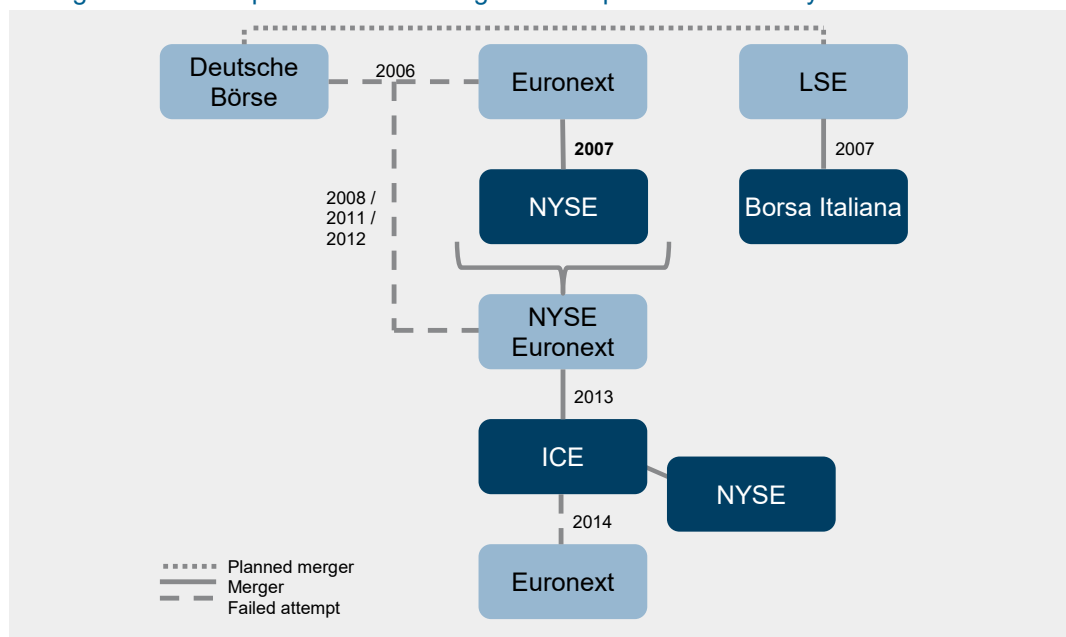 2006
Deutsche
Börse
Euronext
LSE
2007
2007
2008 /
2011 /
2012
NYSE
Borsa Italiana
NYSE
Euronext
2013
ICE
NYSE
2014
Euronext
Planned merger
Merger
Failed attempt